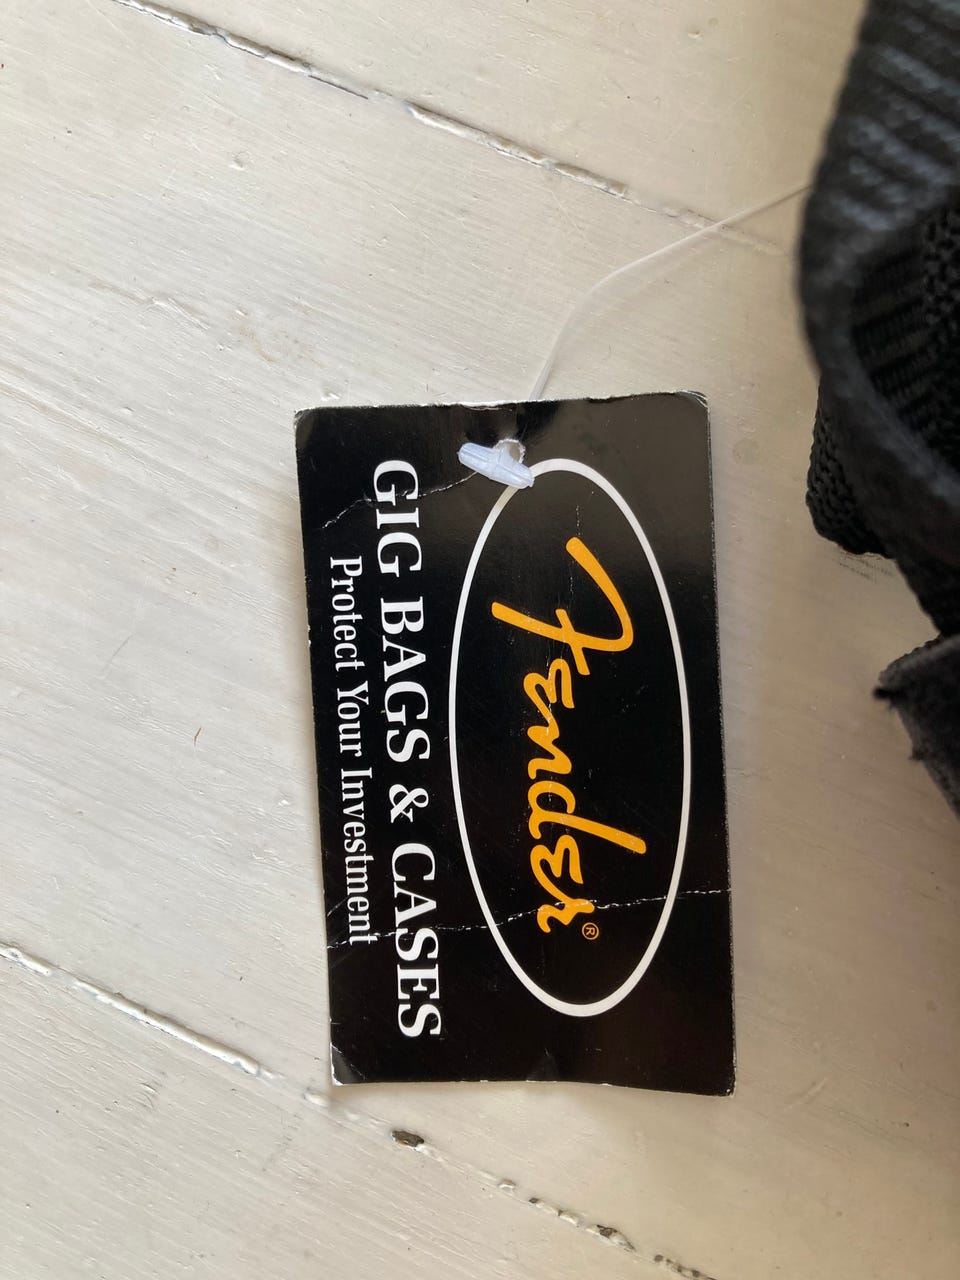 Fender®
GIG BAGS & CASES
Protect Your Investment